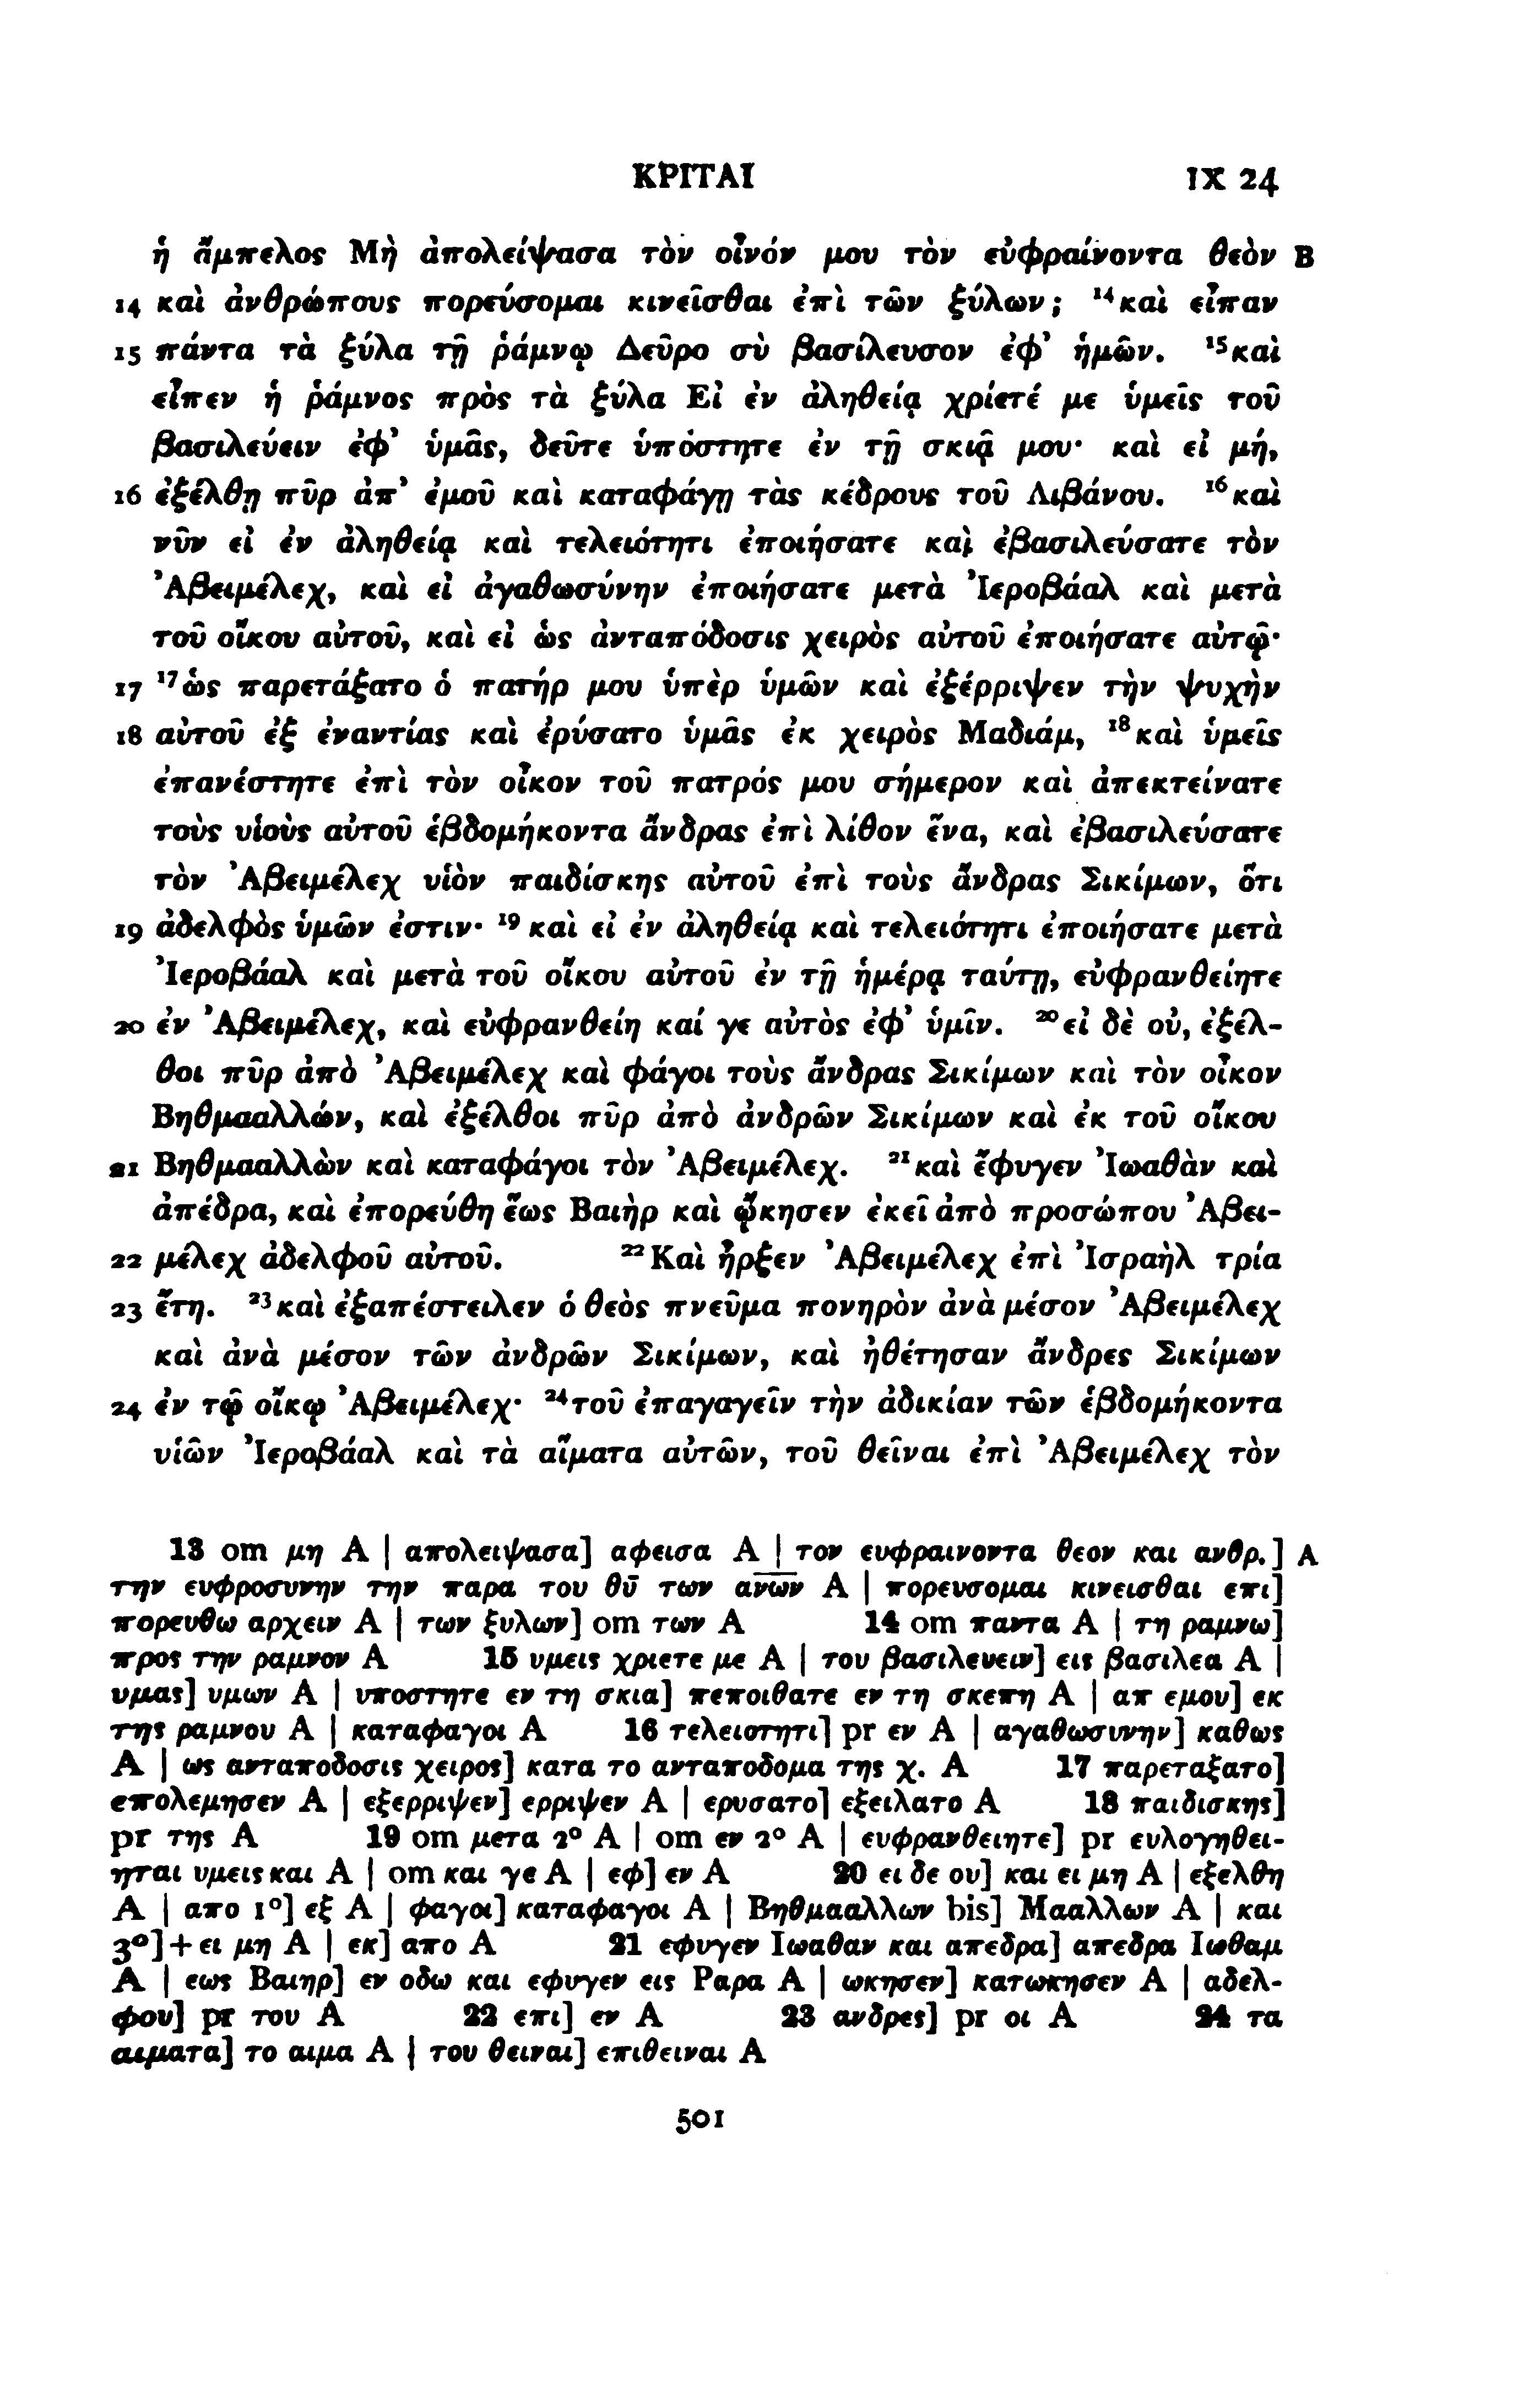 ΚΡΙΤΑΙ IX 24
ἡ ἄμπελος Μὴ ἀπολείψασα τὸν οἶνόν μου τὸν εὐφραίνοντα θεὸν B
14 καὶ ἀνθρώπους πορεύσομαι κινεῖσθαι ἐπὶ τῶν ξύλων; ¹⁴καὶ εἶπαν
15 πάντα τὰ ξύλα τῇ ῥάμνῳ Δεῦρο σὺ βασίλευσον ἐφ’ ἡμῶν. ¹⁵καὶ
εἶπεν ἡ ῥάμνος πρὸς τὰ ξύλα Εἰ ἐν ἀληθείᾳ χρίετέ με ὑμεῖς τοῦ
βασιλεύειν ἐφ’ ὑμᾶς, δεῦτε ὑπόστητε ἐν τῇ σκιᾷ μου· καὶ εἰ μή,
16 ἐξέλθῃ πῦρ ἀπ’ ἐμοῦ καὶ καταφάγῃ τὰς κέδρους τοῦ Λιβάνου. ¹⁶καὶ
νῦν εἰ ἐν ἀληθείᾳ καὶ τελειότητι ἐποιήσατε καὶ ἐβασιλεύσατε τὸν
Ἀβειμέλεχ, καὶ εἰ ἀγαθωσύνην ἐποιήσατε μετὰ Ἰεροβάαλ καὶ μετὰ
τοῦ οἴκου αὐτοῦ, καὶ εἰ ὡς ἀνταπόδοσις χειρὸς αὐτοῦ ἐποιήσατε αὐτῷ·
17 ¹⁷ὡς παρετάξατο ὁ πατήρ μου ὑπὲρ ὑμῶν καὶ ἐξέρριψεν τὴν ψυχὴν
18 αὐτοῦ ἐξ ἐναντίας καὶ ἐρύσατο ὑμᾶς ἐκ χειρὸς Μαδιάμ, ¹⁸καὶ ὑμεῖς
ἐπανέστητε ἐπὶ τὸν οἶκον τοῦ πατρός μου σήμερον καὶ ἀπεκτείνατε
τοὺς υἱοὺς αὐτοῦ ἑβδομήκοντα ἄνδρας ἐπὶ λίθον ἕνα, καὶ ἐβασιλεύσατε
τὸν Ἀβειμέλεχ υἱὸν παιδίσκης αὐτοῦ ἐπὶ τοὺς ἄνδρας Σικίμων, ὅτι
19 ἀδελφὸς ὑμῶν ἐστιν· ¹⁹καὶ εἰ ἐν ἀληθείᾳ καὶ τελειότητι ἐποιήσατε μετὰ
Ἰεροβάαλ καὶ μετὰ τοῦ οἴκου αὐτοῦ ἐν τῇ ἡμέρᾳ ταύτῃ, εὐφρανθείητε
20 ἐν Ἀβειμέλεχ, καὶ εὐφρανθείη καί γε αὐτὸς ἐφ’ ὑμῖν. ²⁰εἰ δὲ οὐ, ἐξέλ-
θοι πῦρ ἀπὸ Ἀβειμέλεχ καὶ φάγοι τοὺς ἄνδρας Σικίμων καὶ τὸν οἶκον
Βηθμααλλών, καὶ ἐξέλθοι πῦρ ἀπὸ ἀνδρῶν Σικίμων καὶ ἐκ τοῦ οἴκου
21 Βηθμααλλὼν καὶ καταφάγοι τὸν Ἀβειμέλεχ. ²¹καὶ ἔφυγεν Ἰωαθὰν καὶ
ἀπέδρα, καὶ ἐπορεύθη ἕως Βαιὴρ καὶ ᾤκησεν ἐκεῖ ἀπὸ προσώπου Ἀβει-
22 μέλεχ ἀδελφοῦ αὐτοῦ. ²²Καὶ ἦρξεν Ἀβειμέλεχ ἐπὶ Ἰσραὴλ τρία
23 ἔτη. ²³καὶ ἐξαπέστειλεν ὁ θεὸς πνεῦμα πονηρὸν ἀνὰ μέσον Ἀβειμέλεχ
καὶ ἀνὰ μέσον τῶν ἀνδρῶν Σικίμων, καὶ ἠθέτησαν ἄνδρες Σικίμων
24 ἐν τῷ οἴκῳ Ἀβειμέλεχ· ²⁴τοῦ ἐπαγαγεῖν τὴν ἀδικίαν τῶν ἑβδομήκοντα
υἱῶν Ἰεροβάαλ καὶ τὰ αἵματα αὐτῶν, τοῦ θεῖναι ἐπὶ Ἀβειμέλεχ τὸν
13 om μη A | απολειψασα] αφεισα A | τον ευφραινοντα θεον και ανθρ.] A
την ευφροσυνην την παρα του θ̅υ̅ των α̅ν̅ω̅ν̅ A | πορευσομαι κινεισθαι επι]
πορευθω αρχειν A | των ξυλων] om των A 14 om παντα A | τη ραμνω]
προς την ραμνον A 15 υμεις χριετε με A | του βασιλευειν] εις βασιλεα A |
υμας] υμων A | υποστητε εν τη σκια] πεποιθατε εν τη σκεπη A | απ εμου] εκ
της ραμνου A | καταφαγοι A 16 τελειοτητι] pr εν A | αγαθωσυνην] καθως
A | ως ανταποδοσις χειρος] κατα το ανταποδομα της χ. A 17 παρεταξατο]
επολεμησεν A | εξερριψεν] ερριψεν A | ερυσατο] εξειλατο A 18 παιδισκης]
pr της A 19 om μετα 2° A | om εν 2° A | ευφρανθειητε] pr ευλογηθει-
ηται υμεις και A | om και γε A | εφ] εν A 20 ει δε ου] και ει μη A | εξελθη
A | απο 1°] εξ A | φαγοι] καταφαγοι A | Βηθμααλλων bis] Μααλλων A | και
3°]+ει μη A | εκ] απο A 21 εφυγεν Ιωαθαν και απεδρα] απεδρα Ιωθαμ
A | εως Βαιηρ] εν οδω και εφυγεν εις Ραρα A | ωκησεν] κατωκησεν A | αδελ-
φου] pr του A 22 επι] εν A 23 ανδρες] pr οι A 24 τα
αιματα] το αιμα A | του θειναι] επιθειναι A
501